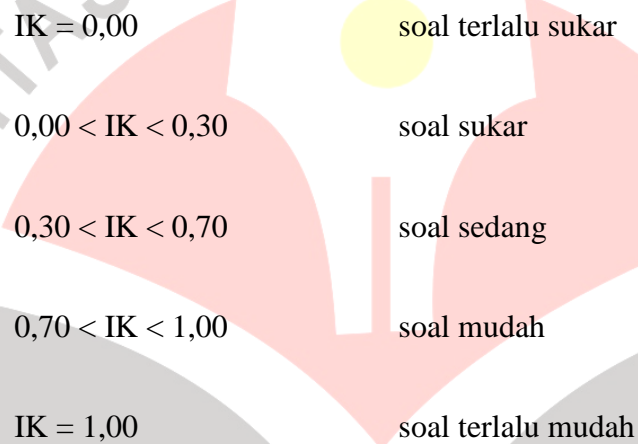 IK = 0,00 soal terlalu sukar
0,00 < IK < 0,30 soal sukar
0,30 < IK < 0,70 soal sedang
0,70 < IK < 1,00 soal mudah
IK = 1,00 soal terlalu mudah